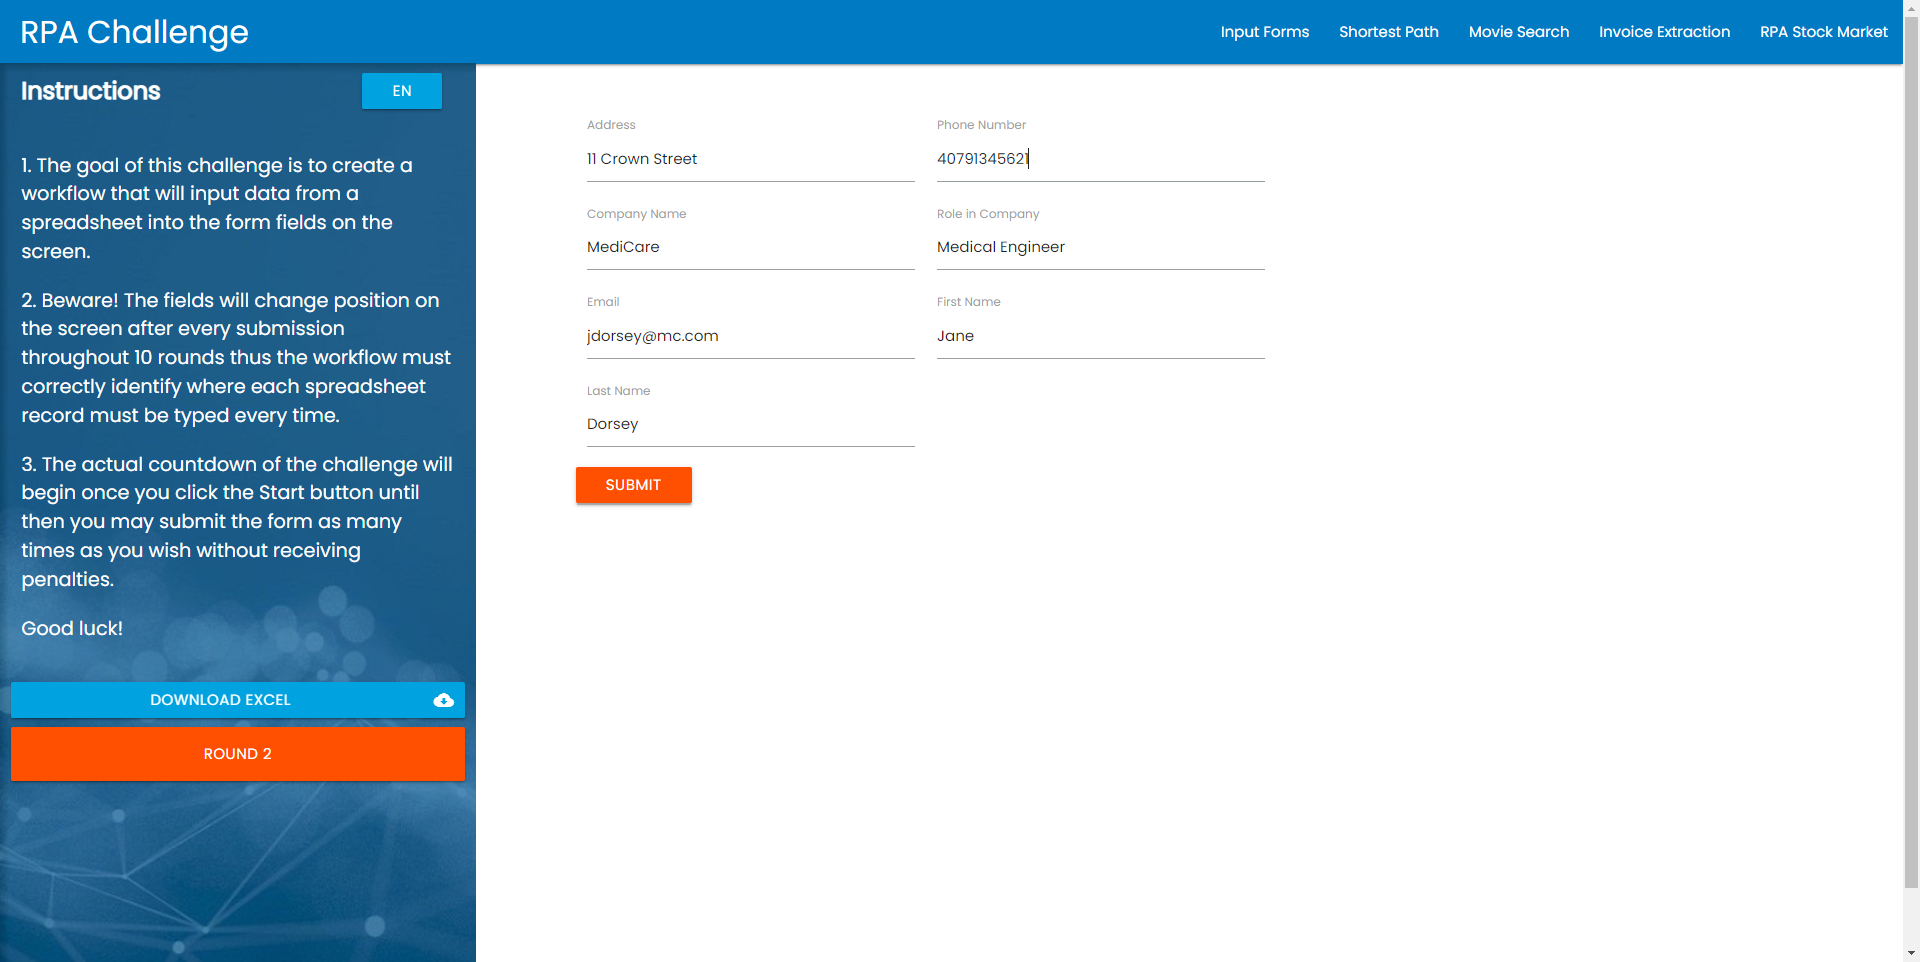 RPA Challenge
Input Forms
Shortest Path
Movie Search
Invoice Extraction
RPA Stock Market
Instructions
EN
1. The goal of this challenge is to create a
workflow that will input data from a
spreadsheet into the form fields on the
screen.
2. Beware! The fields will change position on
the screen after every submission
throughout 10 rounds thus the workflow must
correctly identify where each spreadsheet
record must be typed every time.
3. The actual countdown of the challenge will
begin once you click the Start button until
then you may submit the form as many
times as you wish without receiving
penalties.
Good luck!
DOWNLOAD EXCEL
ROUND 2
Address
11 Crown Street
Phone Number
40791345621
Company Name
MediCare
Role in Company
Medical Engineer
Email
jdorsey@mc.com
First Name
Jane
Last Name
Dorsey
SUBMIT